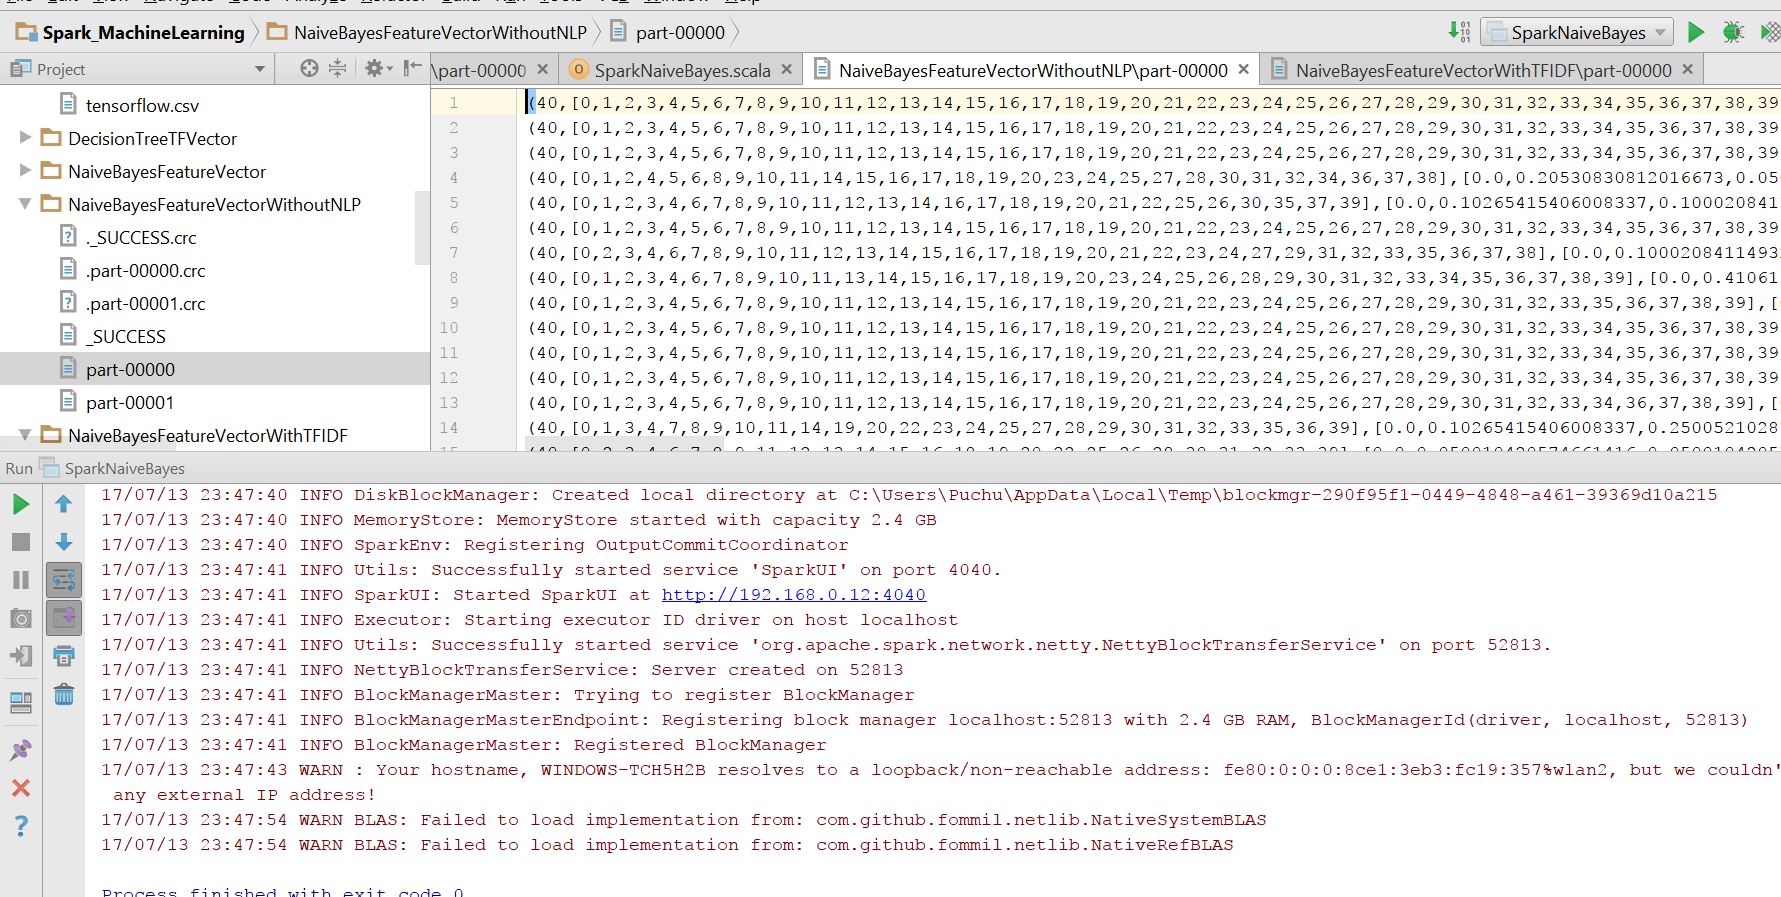 Spark_MachineLearning NaiveBayesFeatureVectorWithoutNLP part-00000 SparkNaiveBayes
Project \part-00000 SparkNaiveBayes.scala NaiveBayesFeatureVectorWithoutNLP\part-00000 NaiveBayesFeatureVectorWithTFIDF\part-00000
tensorflow.csv
DecisionTreeTFVector
NaiveBayesFeatureVector
NaiveBayesFeatureVectorWithoutNLP
._SUCCESS.crc
.part-00000.crc
.part-00001.crc
_SUCCESS
part-00000
part-00001
NaiveBayesFeatureVectorWithTFIDF
1 (40,[0,1,2,3,4,5,6,7,8,9,10,11,12,13,14,15,16,17,18,19,20,21,22,23,24,25,26,27,28,29,30,31,32,33,34,35,36,37,38,39
2 (40,[0,1,2,3,4,5,6,7,8,9,10,11,12,13,14,15,16,17,18,19,20,21,22,23,24,25,26,27,28,29,30,31,32,33,34,35,36,37,38,39
3 (40,[0,1,2,3,4,5,6,7,8,9,10,11,12,13,14,15,16,17,18,19,20,21,22,23,24,25,26,27,28,29,30,31,32,33,34,35,36,37,38,39
4 (40,[0,1,2,4,5,6,8,9,10,11,14,15,16,17,18,19,20,23,24,25,27,28,30,31,32,34,36,37,38],[0.0,0.20530830812016673,0.050
5 (40,[0,1,2,3,4,6,7,8,9,10,11,12,13,14,16,17,18,19,20,21,22,25,26,30,35,37,39],[0.0,0.10265415406008337,0.100020841
6 (40,[0,1,2,3,4,5,6,7,8,9,10,11,12,13,14,15,16,17,18,19,20,21,22,23,24,25,26,27,28,29,30,31,32,33,34,35,36,37,38,39
7 (40,[0,2,3,4,6,7,8,9,10,11,12,13,14,15,16,17,18,19,20,21,22,23,24,27,29,31,32,33,35,36,37,38],[0.0,0.1000208411493
8 (40,[0,1,2,3,4,6,7,8,9,10,11,13,14,15,16,17,18,19,20,23,24,25,26,28,29,30,31,32,33,34,35,36,37,38,39],[0.0,0.41061
9 (40,[0,1,2,3,4,5,6,7,8,9,10,11,12,13,14,15,16,17,18,19,20,21,22,23,24,25,26,27,28,29,30,31,32,33,35,36,37,38,39],[
10 (40,[0,1,2,3,4,5,6,7,8,9,10,11,12,13,14,15,16,17,18,19,20,21,22,23,24,25,26,27,28,29,30,31,32,33,34,35,36,37,38,39
11 (40,[0,1,2,3,4,5,6,7,8,9,10,11,12,13,14,15,16,17,18,19,20,21,22,23,24,25,26,27,28,29,30,31,32,33,34,35,36,37,38,39
12 (40,[0,1,2,3,4,5,6,7,8,9,10,11,12,13,14,15,16,17,18,19,20,21,22,23,24,25,26,27,28,29,30,31,32,33,34,35,36,37,38,39
13 (40,[0,1,2,3,4,5,6,7,8,9,10,11,12,13,14,15,16,17,18,19,20,21,22,23,24,25,26,27,28,29,30,31,32,33,34,36,37,38,39],[
14 (40,[0,1,3,4,7,8,9,10,11,14,19,20,22,23,24,25,27,28,29,30,31,32,33,35,36,39],[0.0,0.10265415406008337,0.2500521028
Run SparkNaiveBayes
17/07/13 23:47:40 INFO DiskBlockManager: Created local directory at C:\Users\Puchu\AppData\Local\Temp\blockmgr-290f95f1-0449-4848-a461-39369d10a215
17/07/13 23:47:40 INFO MemoryStore: MemoryStore started with capacity 2.4 GB
17/07/13 23:47:40 INFO SparkEnv: Registering OutputCommitCoordinator
17/07/13 23:47:41 INFO Utils: Successfully started service 'SparkUI' on port 4040.
17/07/13 23:47:41 INFO SparkUI: Started SparkUI at http://192.168.0.12:4040
17/07/13 23:47:41 INFO Executor: Starting executor ID driver on host localhost
17/07/13 23:47:41 INFO Utils: Successfully started service 'org.apache.spark.network.netty.NettyBlockTransferService' on port 52813.
17/07/13 23:47:41 INFO NettyBlockTransferService: Server created on 52813
17/07/13 23:47:41 INFO BlockManagerMaster: Trying to register BlockManager
17/07/13 23:47:41 INFO BlockManagerMasterEndpoint: Registering block manager localhost:52813 with 2.4 GB RAM, BlockManagerId(driver, localhost, 52813)
17/07/13 23:47:41 INFO BlockManagerMaster: Registered BlockManager
17/07/13 23:47:43 WARN : Your hostname, WINDOWS-TCH5H2B resolves to a loopback/non-reachable address: fe80:0:0:0:8ce1:3eb3:fc19:357%wlan2, but we couldn'
any external IP address!
17/07/13 23:47:54 WARN BLAS: Failed to load implementation from: com.github.fommil.netlib.NativeSystemBLAS
17/07/13 23:47:54 WARN BLAS: Failed to load implementation from: com.github.fommil.netlib.NativeRefBLAS
Process finished with exit code 0